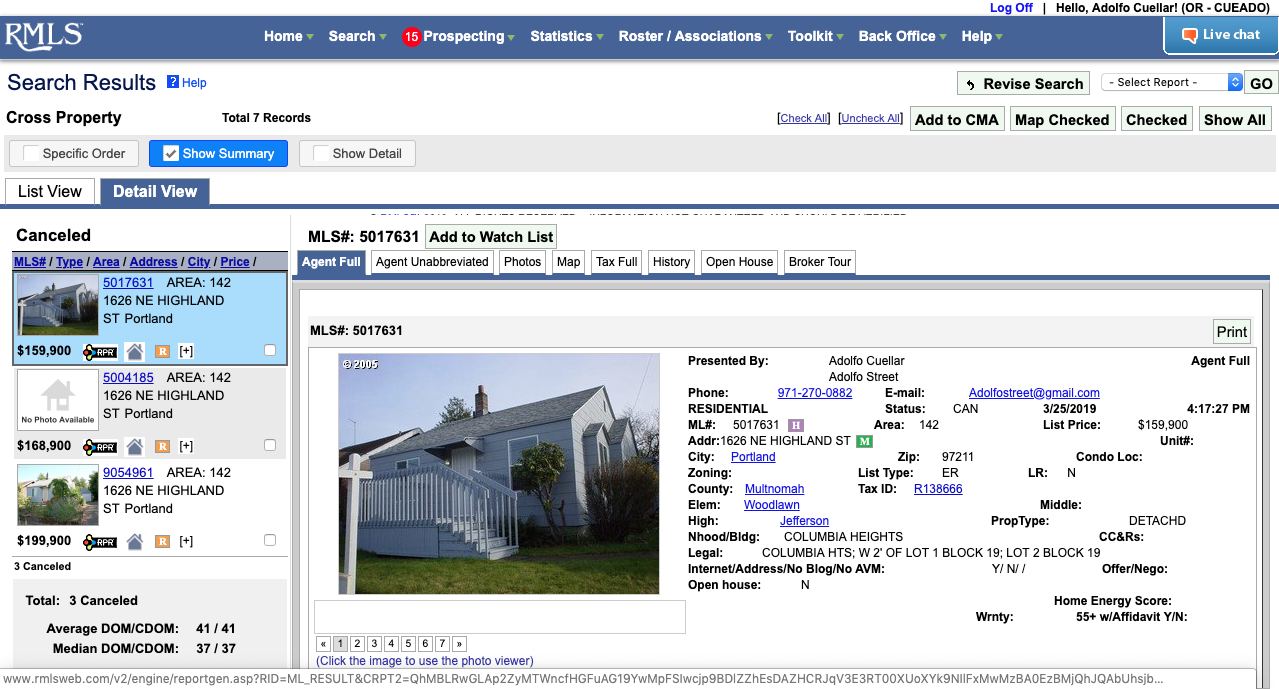 Log Off | Hello, Adolfo Cuellar! (OR - CUEADO)
RMLS
Home Search 15 Prospecting Statistics Roster / Associations Toolkit Back Office Help
Live chat
Search Results ? Help
Revise Search - Select Report - GO
Cross Property Total 7 Records [Check All] [Uncheck All] Add to CMA Map Checked Checked Show All
Specific Order Show Summary Show Detail
List View Detail View
Canceled
MLS# / Type / Area / Address / City / Price /
5017631 AREA: 142
1626 NE HIGHLAND
ST Portland
$159,900 RPR R [+]
No Photo Available
5004185 AREA: 142
1626 NE HIGHLAND
ST Portland
$168,900 RPR R [+]
9054961 AREA: 142
1626 NE HIGHLAND
ST Portland
$199,900 RPR R [+]
3 Canceled
Total: 3 Canceled
Average DOM/CDOM: 41 / 41
Median DOM/CDOM: 37 / 37
MLS#: 5017631 Add to Watch List
Agent Full Agent Unabbreviated Photos Map Tax Full History Open House Broker Tour
MLS#: 5017631 Print
© 2005
« 1 2 3 4 5 6 7 »
(Click the image to use the photo viewer)
Presented By: Adolfo Cuellar Agent Full
Adolfo Street
Phone: 971-270-0882 E-mail: Adolfostreet@gmail.com
RESIDENTIAL Status: CAN 3/25/2019 4:17:27 PM
ML#: 5017631 H Area: 142 List Price: $159,900
Addr:1626 NE HIGHLAND ST M Unit#:
City: Portland Zip: 97211 Condo Loc:
Zoning: List Type: ER LR: N
County: Multnomah Tax ID: R138666
Elem: Woodlawn Middle:
High: Jefferson PropType: DETACHD
Nhood/Bldg: COLUMBIA HEIGHTS CC&Rs:
Legal: COLUMBIA HTS; W 2' OF LOT 1 BLOCK 19; LOT 2 BLOCK 19
Internet/Address/No Blog/No AVM: Y/ N/ / Offer/Nego:
Open house: N
Home Energy Score:
Wrnty: 55+ w/Affidavit Y/N: